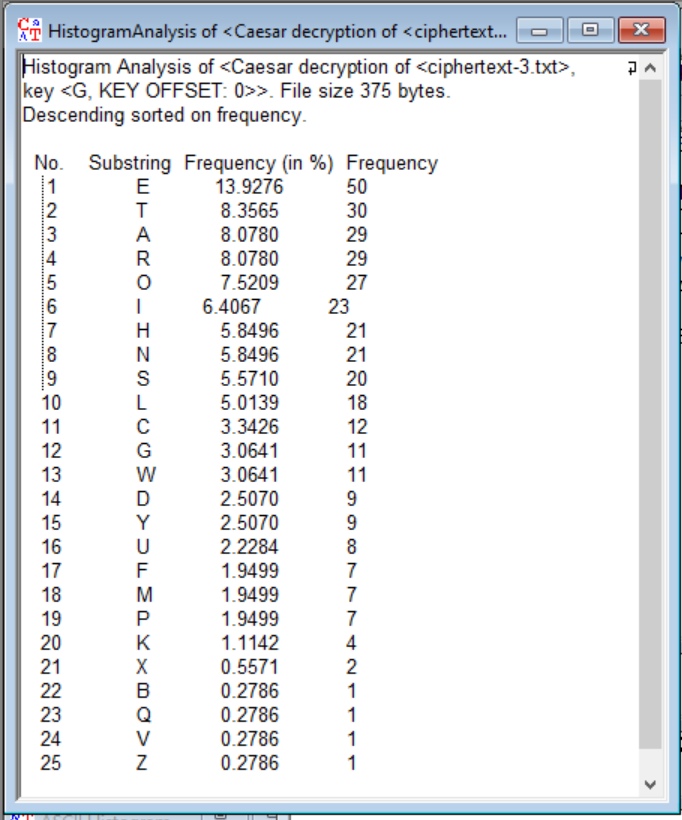 HistogramAnalysis of <Caesar decryption of <ciphertext...
Histogram Analysis of <Caesar decryption of <ciphertext-3.txt>,
key <G, KEY OFFSET: 0>>. File size 375 bytes.
Descending sorted on frequency.
No. Substring Frequency (in %) Frequency
1 E 13.9276 50
2 T 8.3565 30
3 A 8.0780 29
4 R 8.0780 29
5 O 7.5209 27
6 I 6.4067 23
7 H 5.8496 21
8 N 5.8496 21
9 S 5.5710 20
10 L 5.0139 18
11 C 3.3426 12
12 G 3.0641 11
13 W 3.0641 11
14 D 2.5070 9
15 Y 2.5070 9
16 U 2.2284 8
17 F 1.9499 7
18 M 1.9499 7
19 P 1.9499 7
20 K 1.1142 4
21 X 0.5571 2
22 B 0.2786 1
23 Q 0.2786 1
24 V 0.2786 1
25 Z 0.2786 1